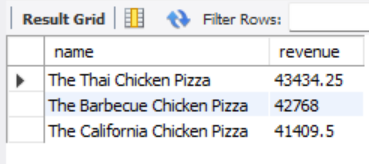 Result Grid Filter Rows:
name revenue
The Thai Chicken Pizza 43434.25
The Barbecue Chicken Pizza 42768
The California Chicken Pizza 41409.5